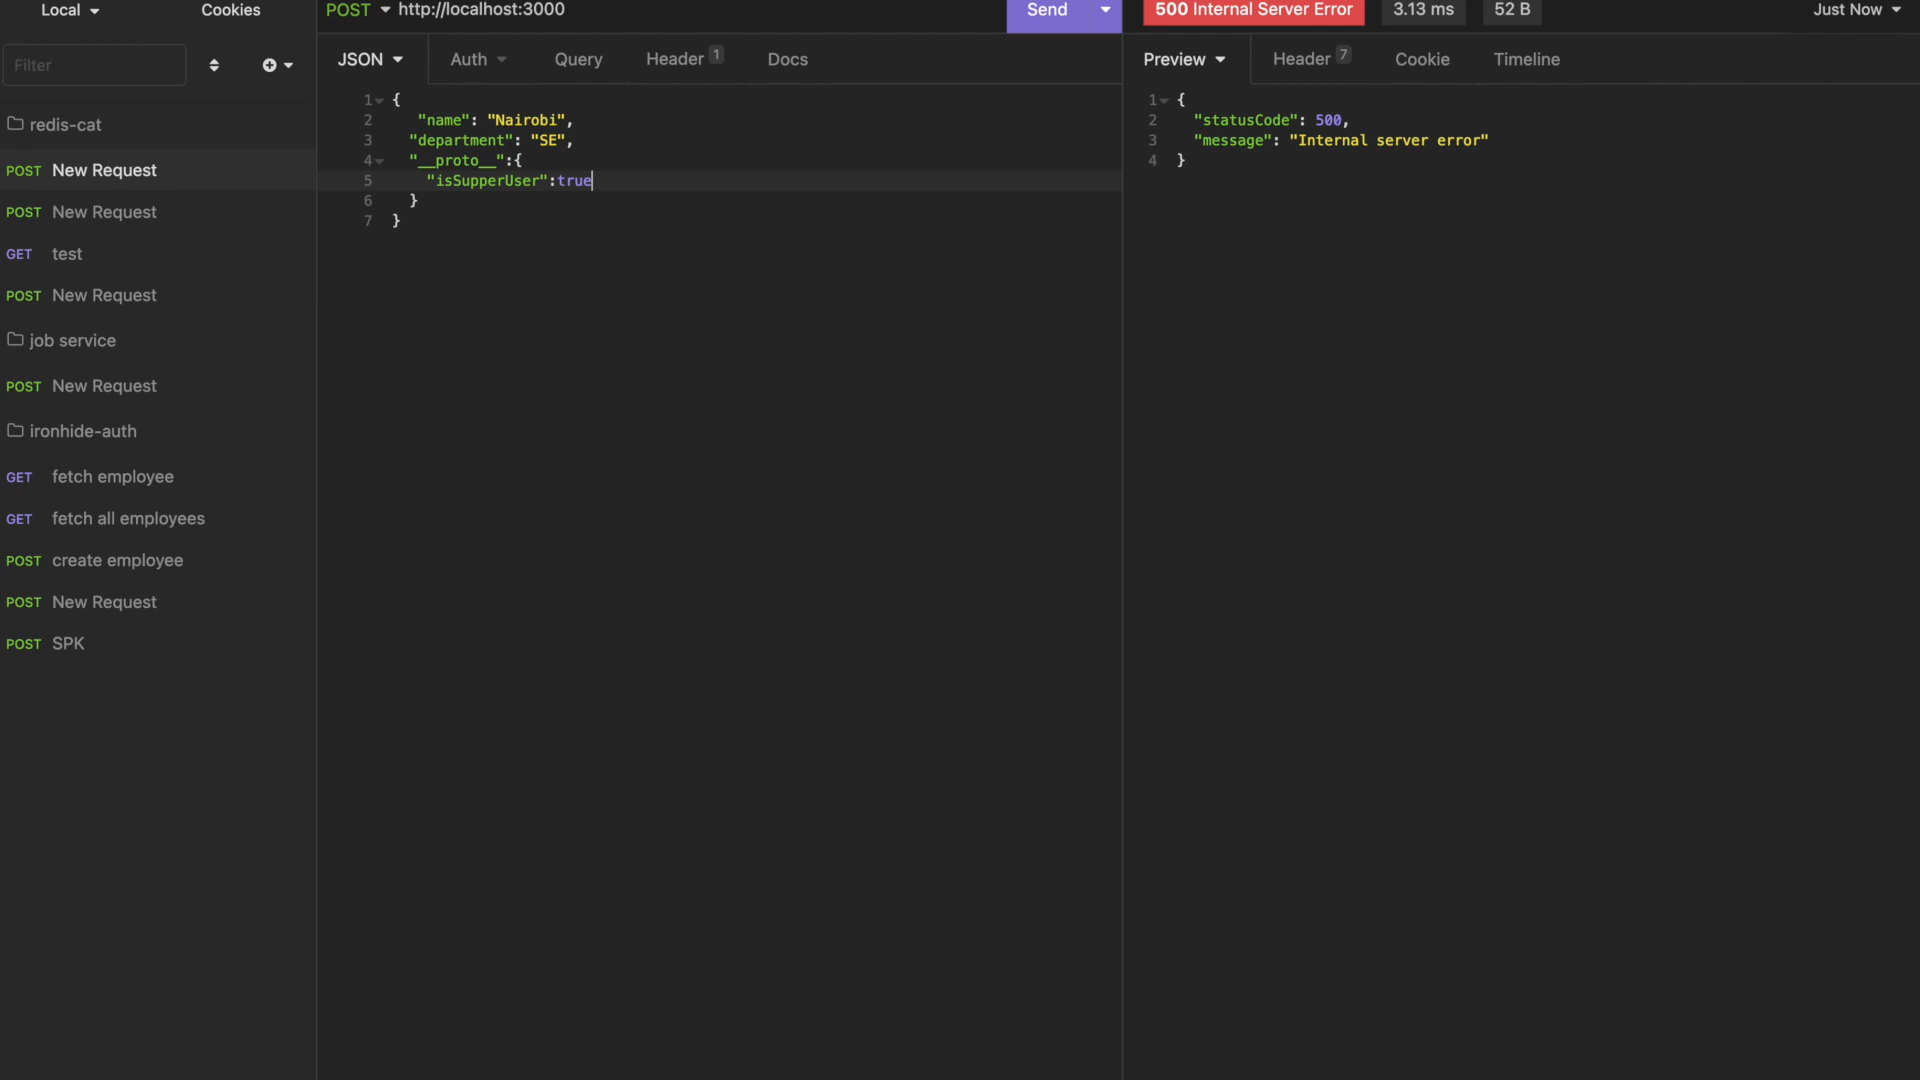 Local
Cookies
Filter
redis-cat
POST New Request
POST New Request
GET test
POST New Request
job service
POST New Request
ironhide-auth
GET fetch employee
GET fetch all employees
POST create employee
POST New Request
POST SPK
POST http://localhost:3000
Send
JSON Auth Query Header 1 Docs
1 {
2 "name": "Nairobi",
3 "department": "SE",
4 "__proto__":{
5 "isSupperUser":true
6 }
7 }
500 Internal Server Error 3.13 ms 52 B Just Now
Preview Header 7 Cookie Timeline
1 {
2 "statusCode": 500,
3 "message": "Internal server error"
4 }